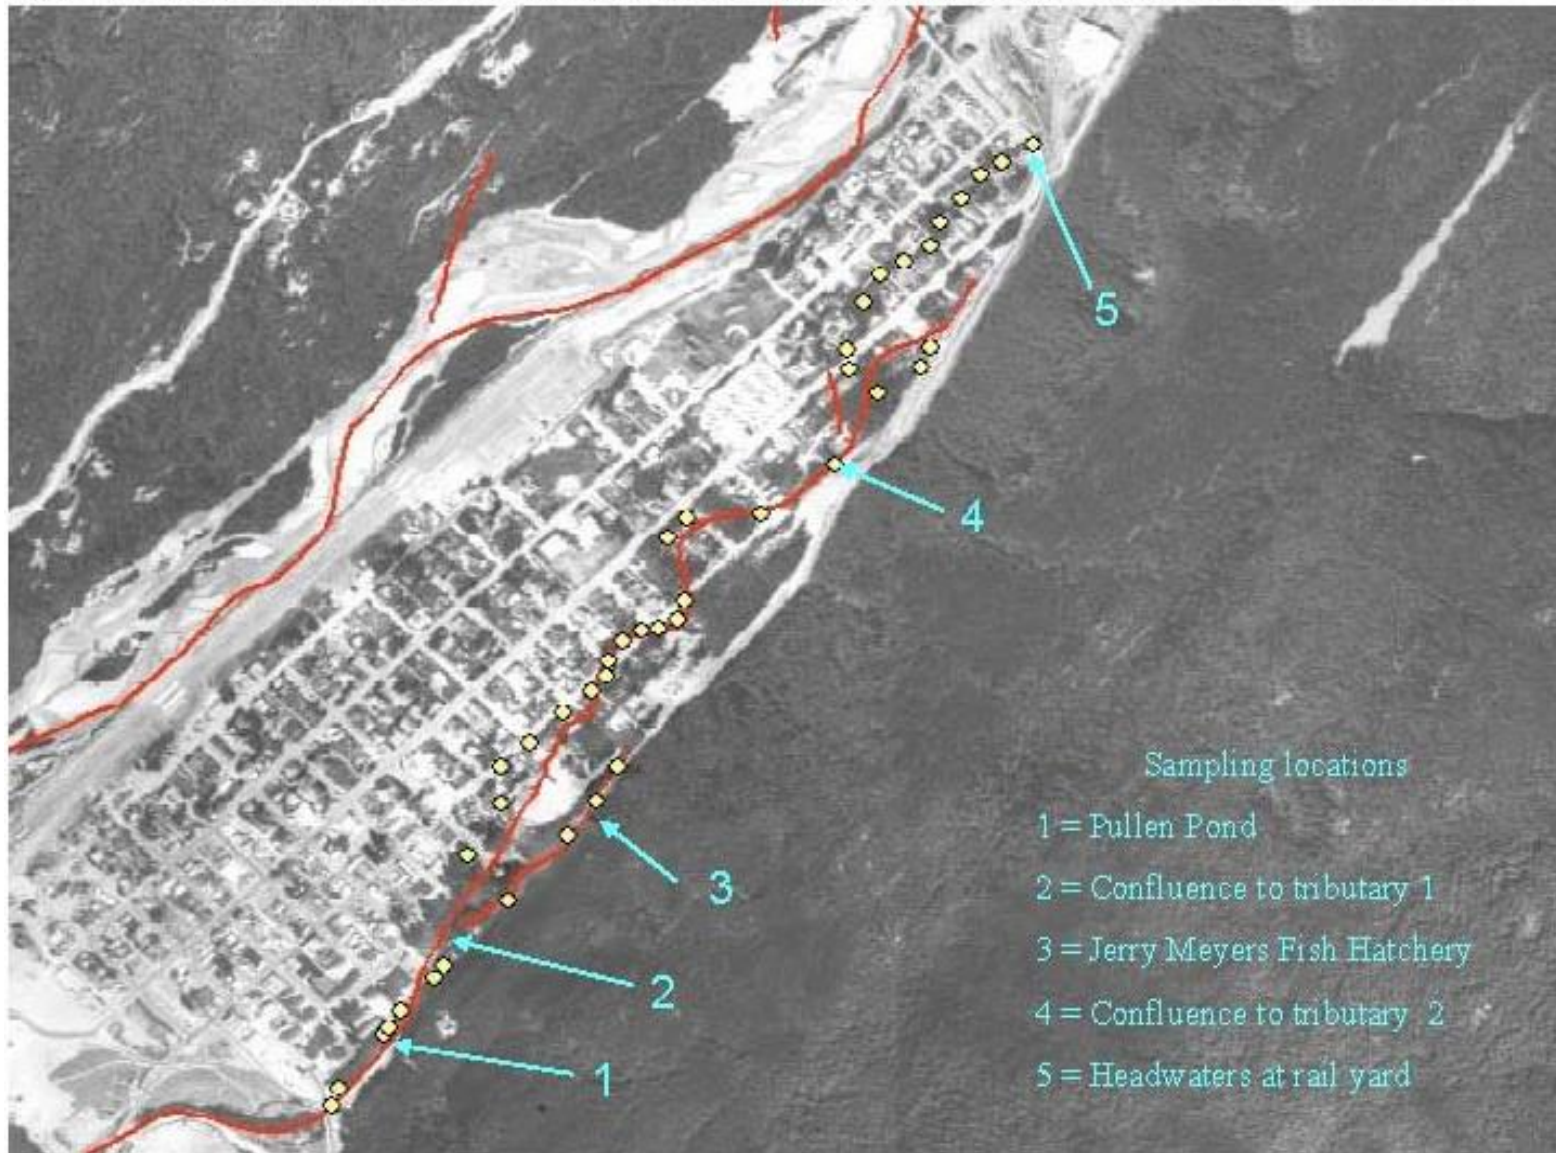 5
4
3
2
1
Sampling locations
1 = Pullen Pond
2 = Confluence to tributary 1
3 = Jerry Meyers Fish Hatchery
4 = Confluence to tributary 2
5 = Headwaters at rail yard